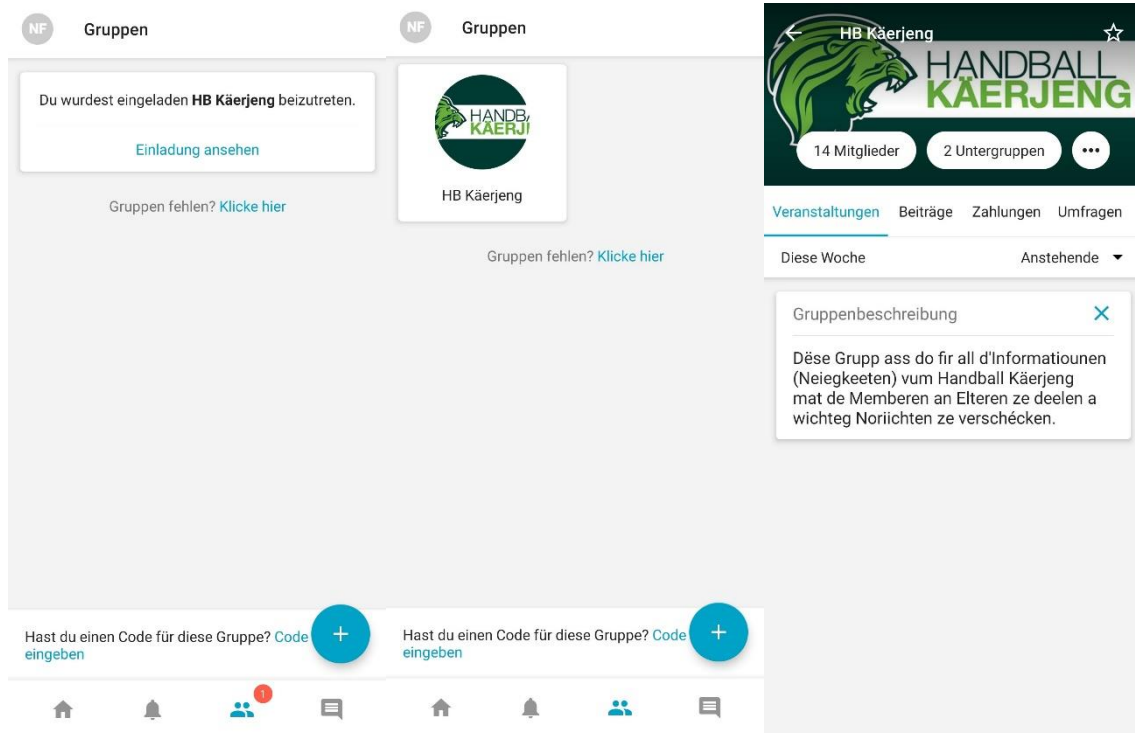 NF
Gruppen
Du wurdest eingeladen HB Käerjeng beizutreten.
Einladung ansehen
Gruppen fehlen? Klicke hier
Hast du einen Code für diese Gruppe? Code
eingeben
+
1
NF
Gruppen
HANDBA
KÄERJI
HB Käerjeng
Gruppen fehlen? Klicke hier
Hast du einen Code für diese Gruppe? Code
eingeben
+
HB Käerjeng
HANDBALL
KÄERJENG
14 Mitglieder
2 Untergruppen
Veranstaltungen Beiträge Zahlungen Umfragen
Diese Woche
Anstehende
Gruppenbeschreibung
Dëse Grupp ass do fir all d'Informatiounen
(Neiegkeeten) vum Handball Käerjeng
mat de Memberen an Elteren ze deelen a
wichteg Noriichten ze verschécken.